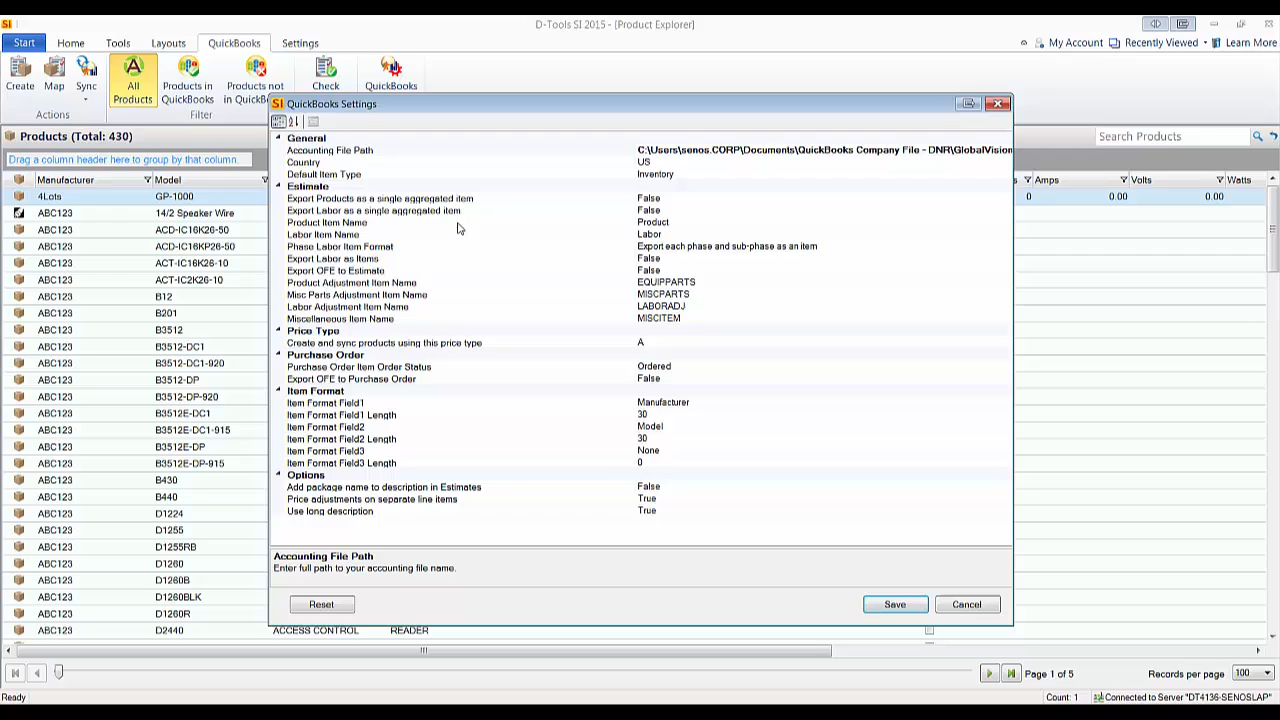 SI D-Tools SI 2015 - [Product Explorer]
Start Home Tools Layouts QuickBooks Settings My Account Recently Viewed Learn More
Create Map Sync All Products Products in QuickBooks Products not in QuickB Check QuickBooks
Actions Filter
SI QuickBooks Settings
Products (Total: 430) Search Products
Drag a column header here to group by that column.
Manufacturer Model s Amps Volts Watts
4Lots GP-1000 0 0.00 0.00
ABC123 14/2 Speaker Wire
ABC123 ACD-IC16K26-50
ABC123 ACD-IC16KP26-50
ABC123 ACT-IC16K26-10
ABC123 ACT-IC2K26-10
ABC123 B12
ABC123 B201
ABC123 B3512
ABC123 B3512-DC1
ABC123 B3512-DC1-920
ABC123 B3512-DP
ABC123 B3512-DP-920
ABC123 B3512E-DC1
ABC123 B3512E-DC1-915
ABC123 B3512E-DP
ABC123 B3512E-DP-915
ABC123 B430
ABC123 B440
ABC123 D1224
ABC123 D1255
ABC123 D1255RB
ABC123 D1260
ABC123 D1260B
ABC123 D1260BLK
ABC123 D1260R
ABC123 D2440 ACCESS CONTROL READER
General
Accounting File Path C:\Users\senos.CORP\Documents\QuickBooks Company File - DNR\GlobalVision
Country US
Default Item Type Inventory
Estimate
Export Products as a single aggregated item False
Export Labor as a single aggregated item False
Product Item Name Product
Labor Item Name Labor
Phase Labor Item Format Export each phase and sub-phase as an item
Export Labor as Items False
Export OFE to Estimate False
Product Adjustment Item Name EQUIPPARTS
Misc Parts Adjustment Item Name MISCPARTS
Labor Adjustment Item Name LABORADJ
Miscellaneous Item Name MISCITEM
Price Type
Create and sync products using this price type A
Purchase Order
Purchase Order Item Order Status Ordered
Export OFE to Purchase Order False
Item Format
Item Format Field1 Manufacturer
Item Format Field1 Length 30
Item Format Field2 Model
Item Format Field2 Length 30
Item Format Field3 None
Item Format Field3 Length 0
Options
Add package name to description in Estimates False
Price adjustments on separate line items True
Use long description True
Accounting File Path
Enter full path to your accounting file name.
Reset Save Cancel
Page 1 of 5 Records per page 100
Ready Count: 1 Connected to Server "DT4136-SENOSLAP"